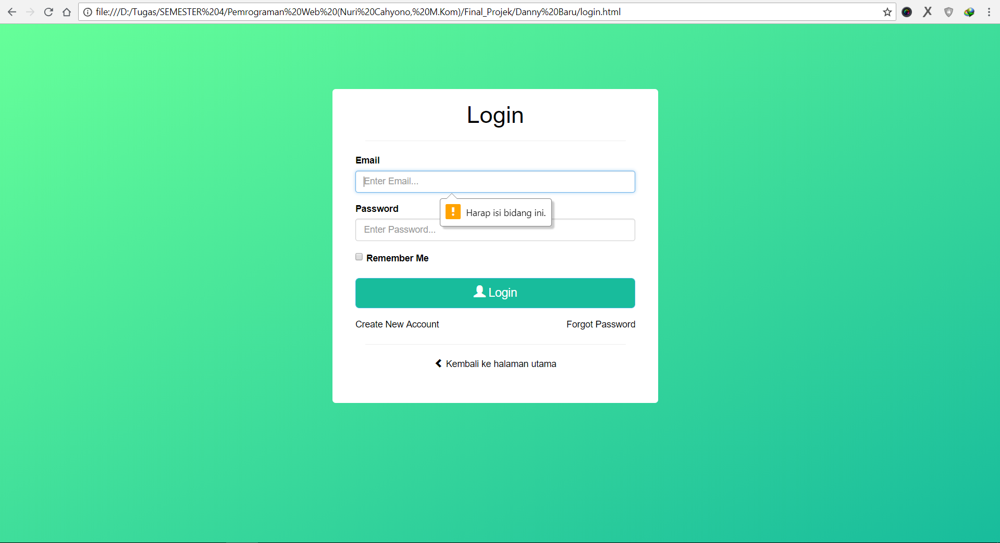 file:///D:/Tugas/SEMESTER%204/Pemrograman%20Web%20(Nuri%20Cahyono,%20M.Kom)/Final_Projek/Danny%20Baru/login.html
Login
Email
Enter Email...
Harap isi bidang ini.
Password
Enter Password...
Remember Me
Login
Create New Account Forgot Password
Kembali ke halaman utama